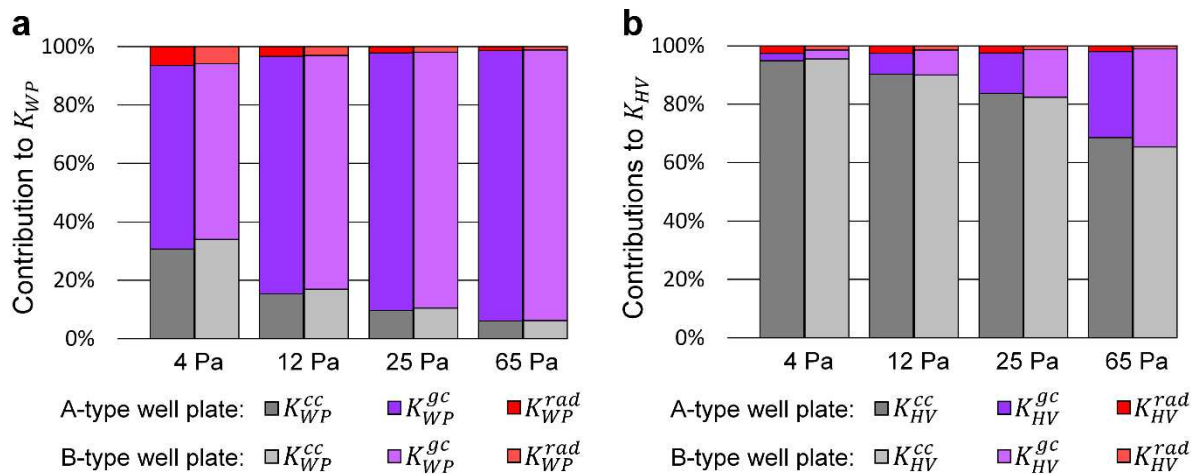 a
Contribution to K_WP
100%
80%
60%
40%
20%
0%
4 Pa 12 Pa 25 Pa 65 Pa
A-type well plate: K_WP^cc K_WP^gc K_WP^rad
B-type well plate: K_WP^cc K_WP^gc K_WP^rad
b
Contributions to K_HV
100%
80%
60%
40%
20%
0%
4 Pa 12 Pa 25 Pa 65 Pa
A-type well plate: K_HV^cc K_HV^gc K_HV^rad
B-type well plate: K_HV^cc K_HV^gc K_HV^rad